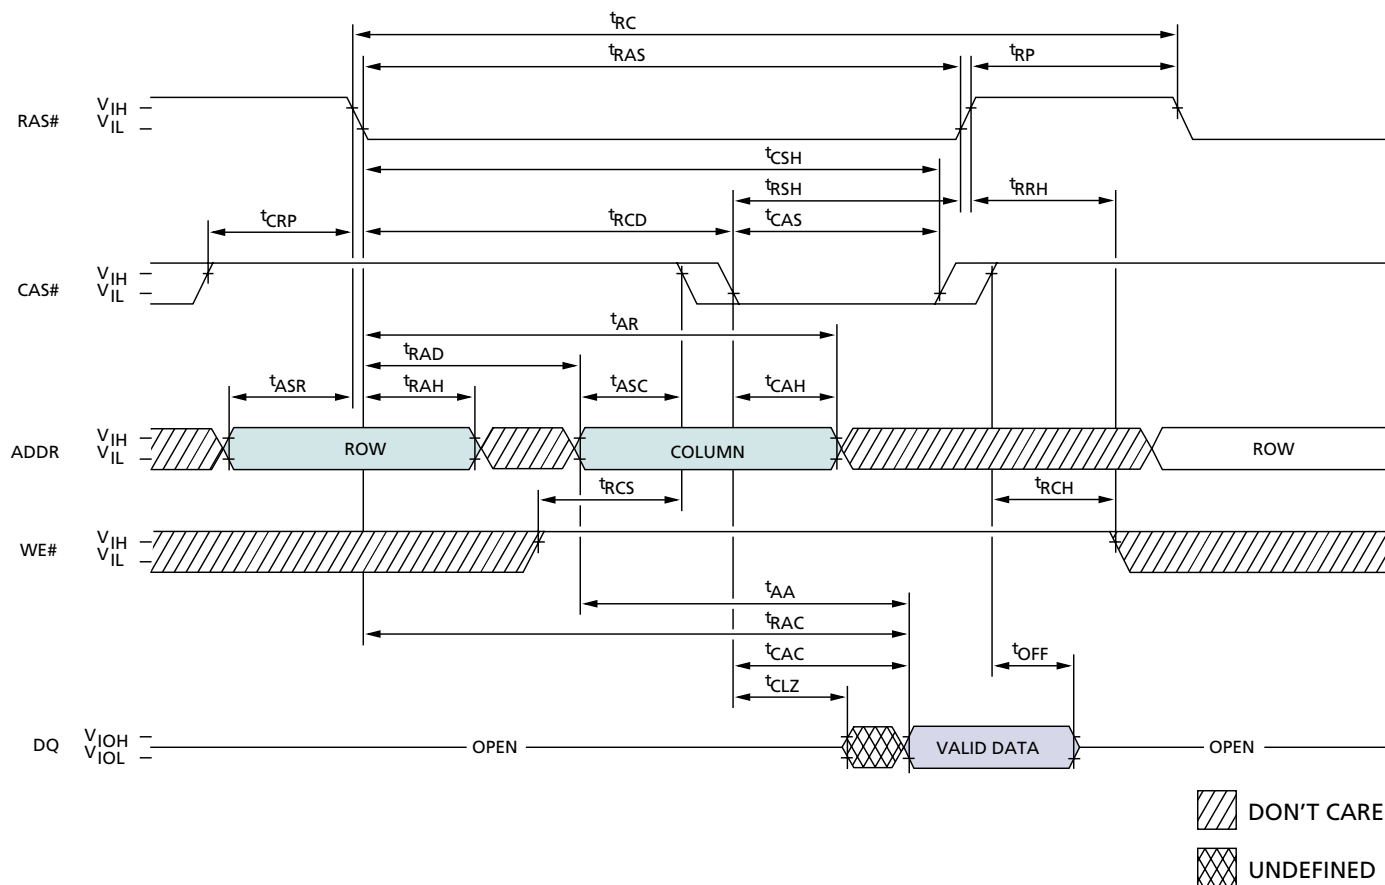 tRC
tRAS
tRP
RAS#
VIH
VIL
tCSH
tRSH
tRRH
tCRP
tRCD
tCAS
CAS#
VIH
VIL
tAR
tRAD
tASR
tRAH
tASC
tCAH
ADDR
VIH
VIL
ROW
COLUMN
ROW
tRCS
tRCH
WE#
VIH
VIL
tAA
tRAC
tCAC
tOFF
tCLZ
DQ
VIOH
VIOL
OPEN
VALID DATA
OPEN
DON'T CARE
UNDEFINED